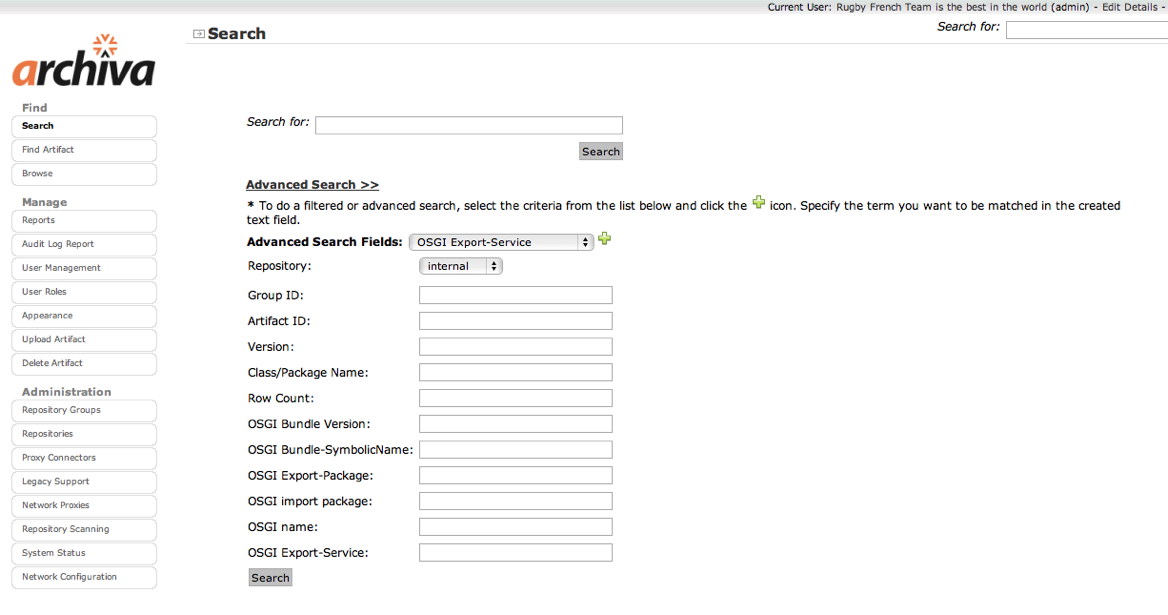 Current User: Rugby French Team is the best in the world (admin) - Edit Details -
Search for:
Search
archiva
Find
Search
Find Artifact
Browse
Manage
Reports
Audit Log Report
User Management
User Roles
Appearance
Upload Artifact
Delete Artifact
Administration
Repository Groups
Repositories
Proxy Connectors
Legacy Support
Network Proxies
Repository Scanning
System Status
Network Configuration
Search for:
Search
Advanced Search >>
* To do a filtered or advanced search, select the criteria from the list below and click the icon. Specify the term you want to be matched in the created
text field.
Advanced Search Fields: OSGI Export-Service
Repository: internal
Group ID:
Artifact ID:
Version:
Class/Package Name:
Row Count:
OSGI Bundle Version:
OSGI Bundle-SymbolicName:
OSGI Export-Package:
OSGI import package:
OSGI name:
OSGI Export-Service:
Search